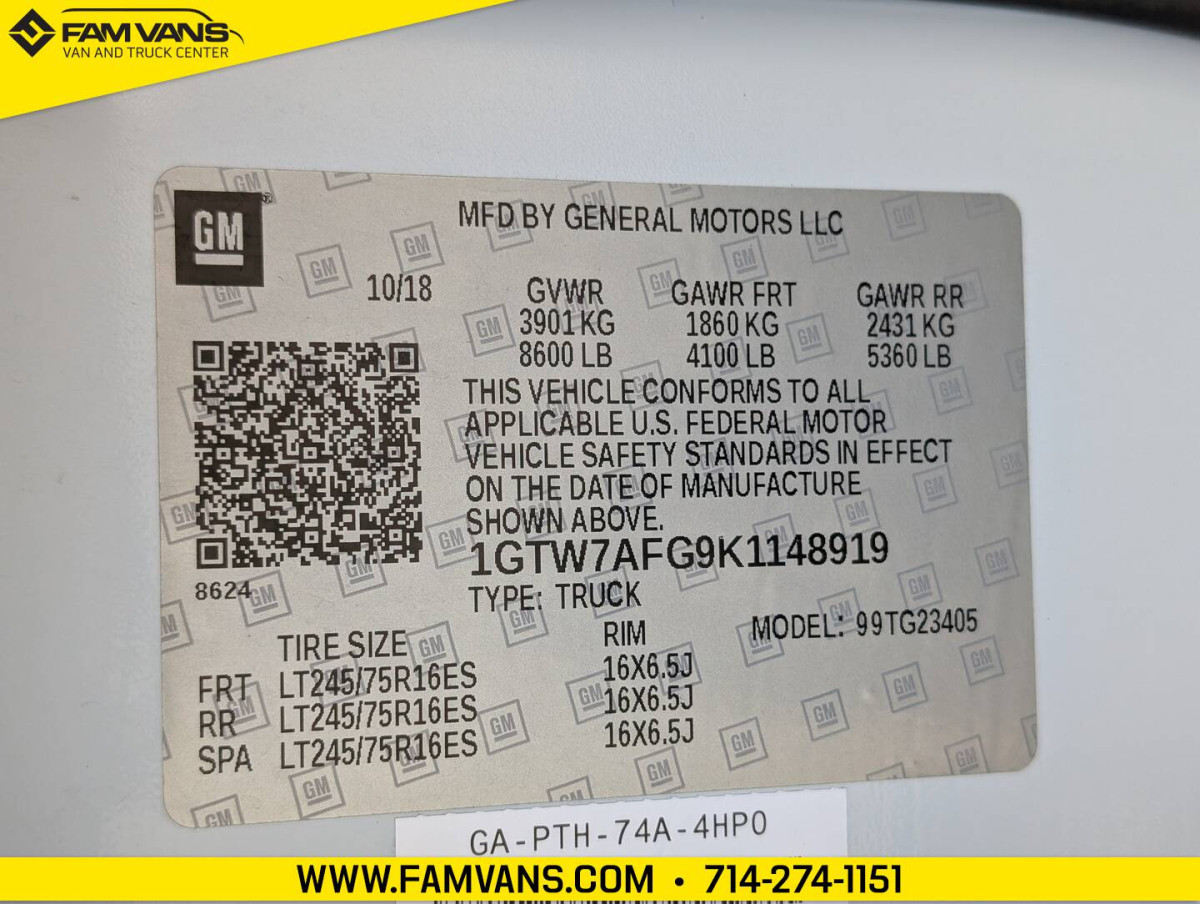 FAM VANS
VAN AND TRUCK CENTER
GM
MFD BY GENERAL MOTORS LLC
10/18
GVWR GAWR FRT GAWR RR
3901 KG 1860 KG 2431 KG
8600 LB 4100 LB 5360 LB
THIS VEHICLE CONFORMS TO ALL
APPLICABLE U.S. FEDERAL MOTOR
VEHICLE SAFETY STANDARDS IN EFFECT
ON THE DATE OF MANUFACTURE
SHOWN ABOVE.
1GTW7AFG9K1148919
8624
TYPE: TRUCK
MODEL: 99TG23405
TIRE SIZE RIM
FRT LT245/75R16ES 16X6.5J
RR LT245/75R16ES 16X6.5J
SPA LT245/75R16ES 16X6.5J
GA-PTH-74A-4HP0
WWW.FAMVANS.COM • 714-274-1151